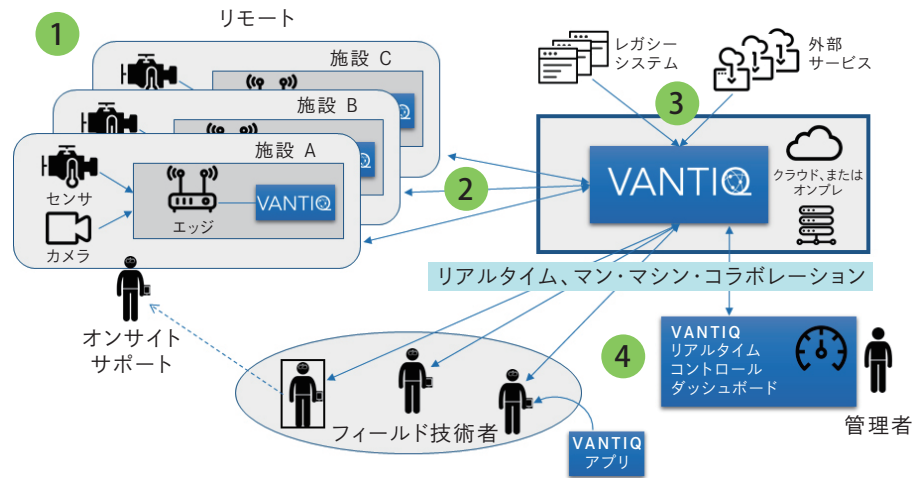 1
リモート
施設 C
施設 B
施設 A
センサ
カメラ
エッジ
VANTIQ
オンサイト
サポート
2
レガシー
システム
外部
サービス
3
VANTIQ
クラウド、または
オンプレ
リアルタイム、マン・マシン・コラボレーション
4
VANTIQ
リアルタイム
コントロール
ダッシュボード
管理者
フィールド技術者
VANTIQ
アプリ